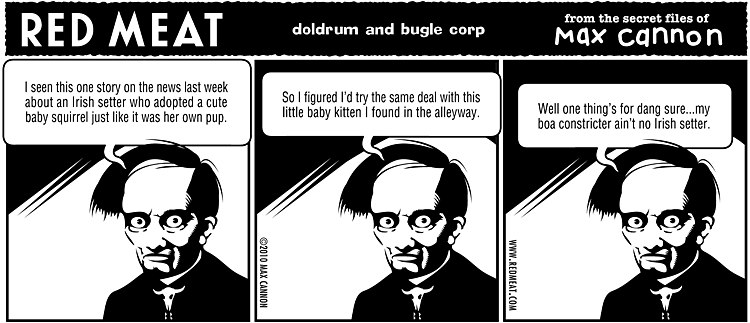 RED MEAT
doldrum and bugle corp
from the secret files of
Max cannon
I seen this one story on the news last week
about an Irish setter who adopted a cute
baby squirrel just like it was her own pup.
So I figured I'd try the same deal with this
little baby kitten I found in the alleyway.
©2010 MAX CANNON
Well one thing's for dang sure...my
boa constricter ain't no Irish setter.
WWW.REDMEAT.COM